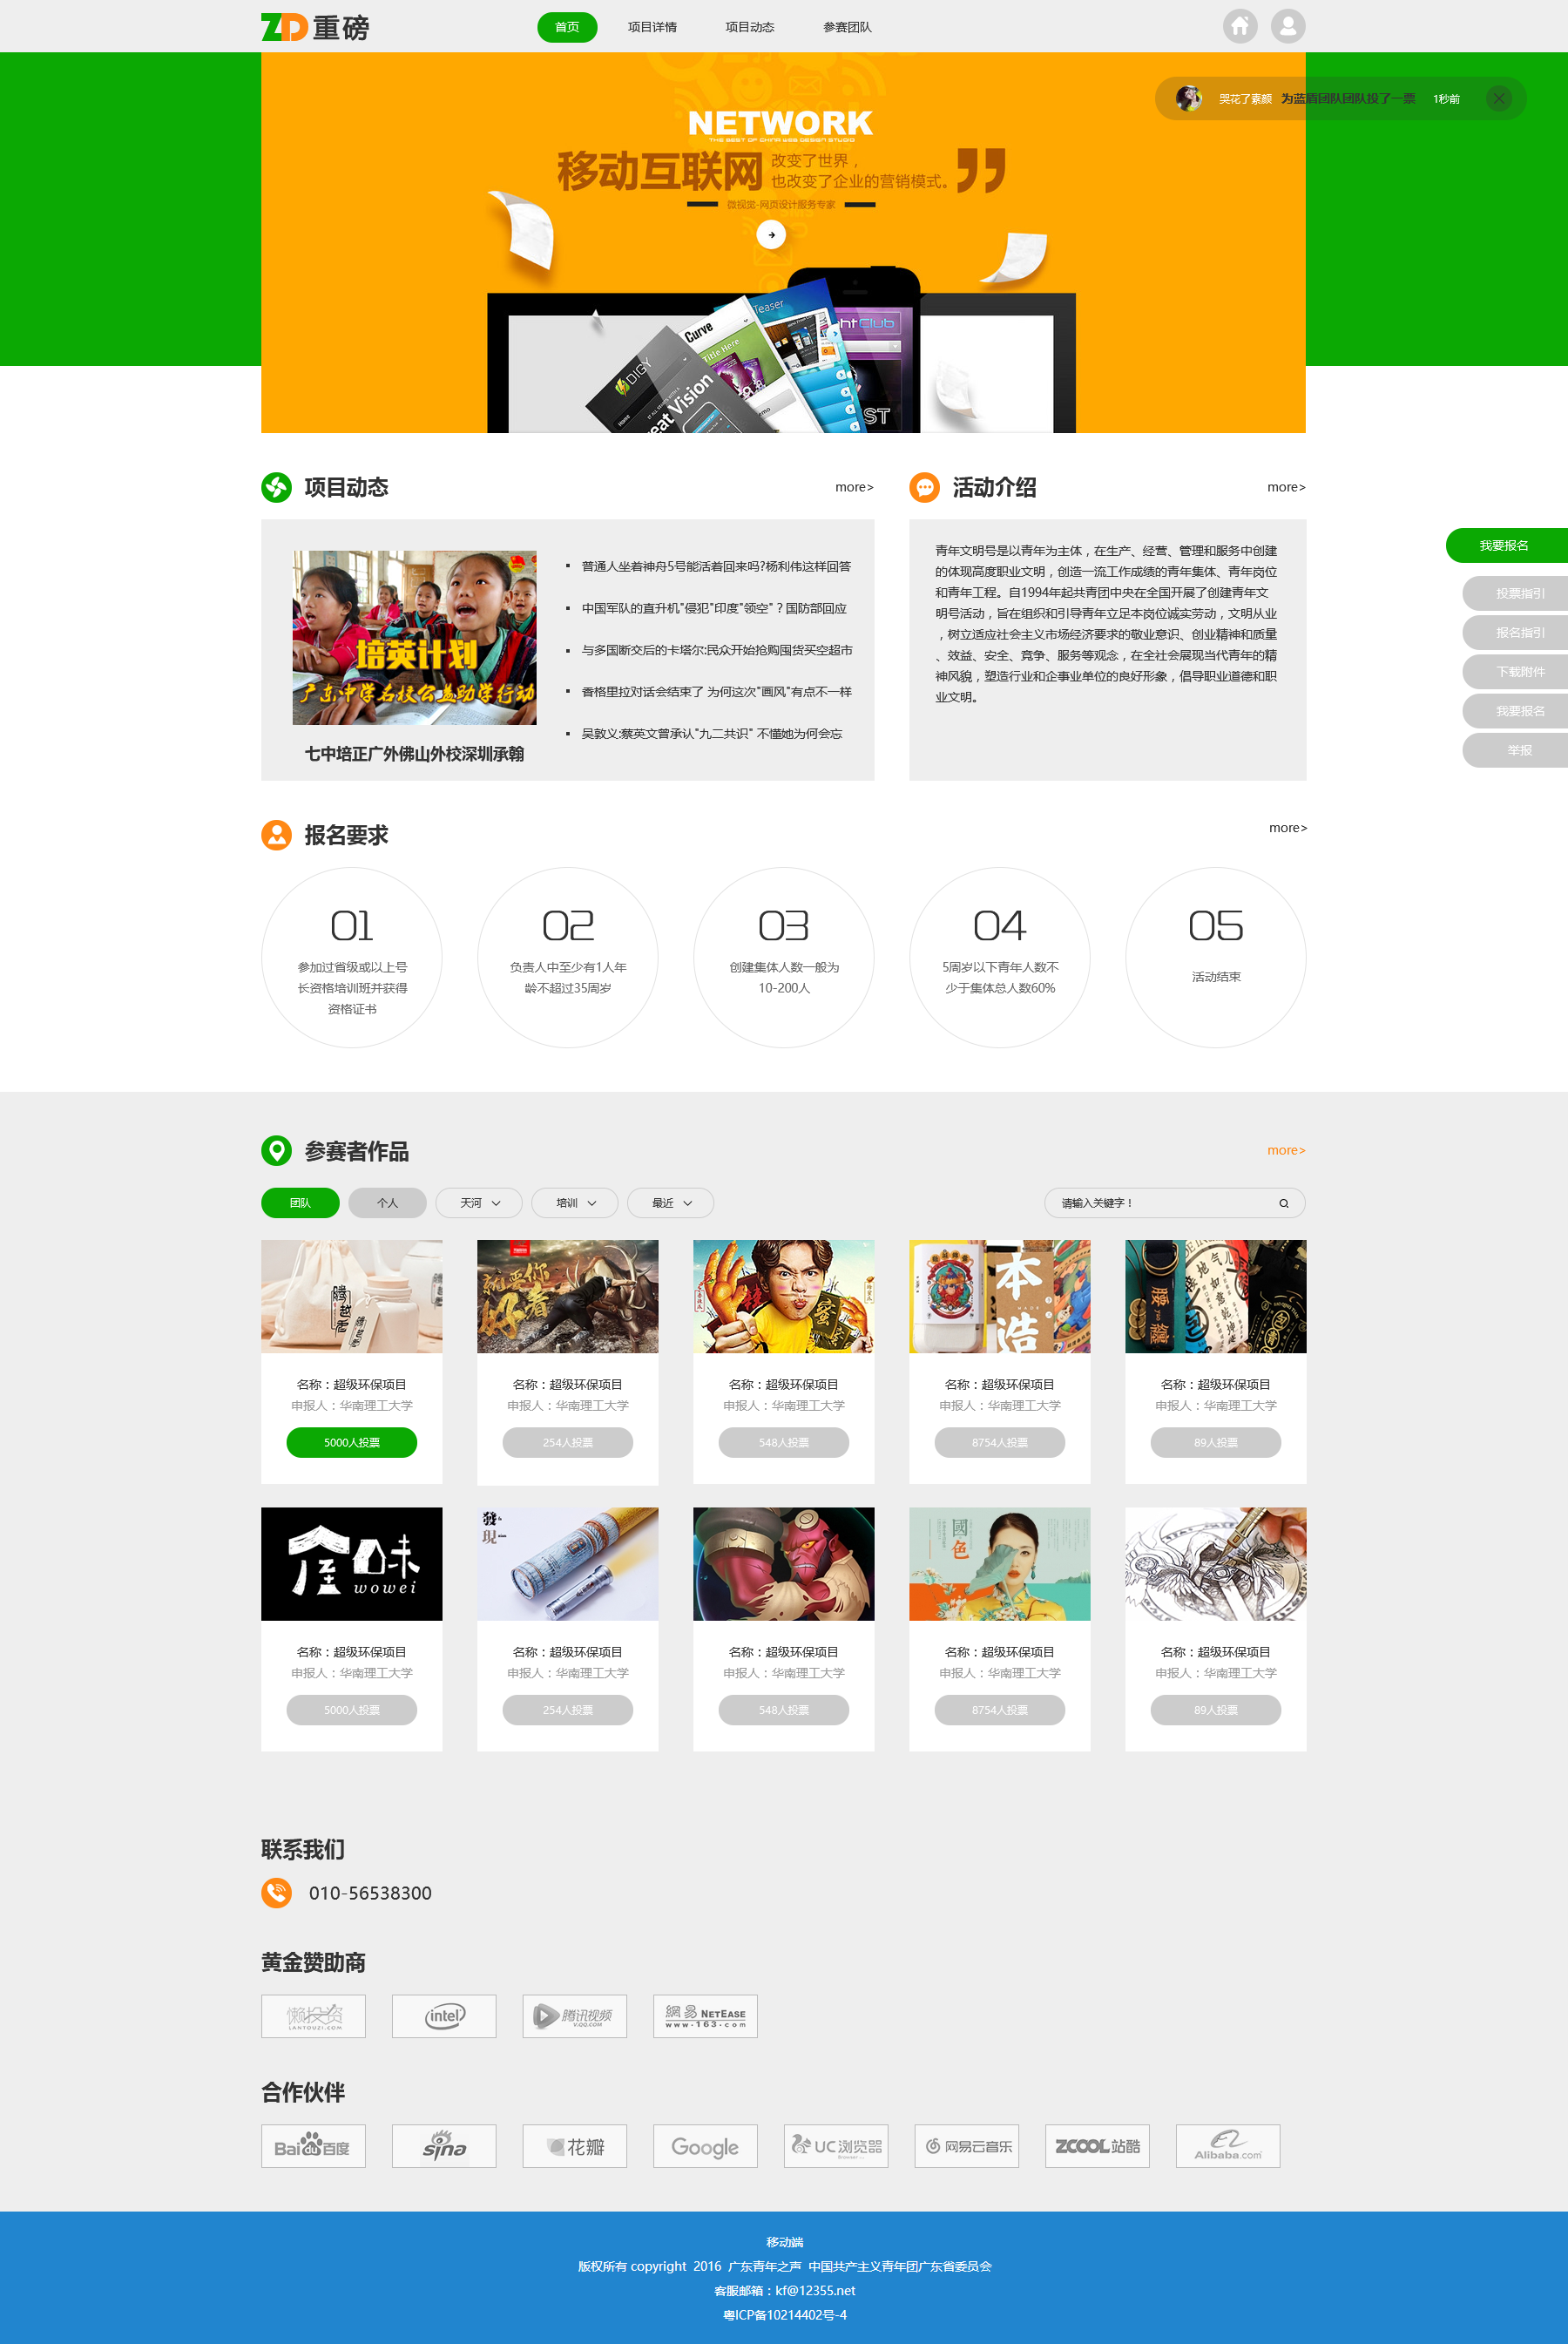 ZD重磅
首页 项目详情 项目动态 参赛团队
哭花了素颜 为蓝盾团队团队投了一票 1秒前
NETWORK
THE BEST OF CHINA WEB DESIGN STUDIO
移动互联网 改变了世界，
也改变了企业的营销模式。
微视觉-网页设计服务专家
Teaser
Curve
Title Here
DIGY
Great Vision
项目动态 more>
培英计划
广东中学名校公益助学行动
七中培正广外佛山外校深圳承翰
普通人坐着神舟5号能活着回来吗?杨利伟这样回答
中国军队的直升机"侵犯"印度"领空"？国防部回应
与多国断交后的卡塔尔:民众开始抢购囤货买空超市
香格里拉对话会结束了 为何这次"画风"有点不一样
吴敦义:蔡英文曾承认"九二共识" 不懂她为何会忘
活动介绍 more>
青年文明号是以青年为主体，在生产、经营、管理和服务中创建
的体现高度职业文明，创造一流工作成绩的青年集体、青年岗位
和青年工程。自1994年起共青团中央在全国开展了创建青年文
明号活动，旨在组织和引导青年立足本岗位诚实劳动，文明从业
，树立适应社会主义市场经济要求的敬业意识、创业精神和质量
、效益、安全、竞争、服务等观念，在全社会展现当代青年的精
神风貌，塑造行业和企事业单位的良好形象，倡导职业道德和职
业文明。
我要报名
投票指引
报名指引
下载附件
我要报名
举报
报名要求 more>
01
参加过省级或以上号
长资格培训班并获得
资格证书
02
负责人中至少有1人年
龄不超过35周岁
03
创建集体人数一般为
10-200人
04
5周岁以下青年人数不
少于集体总人数60%
05
活动结束
参赛者作品 more>
团队 个人 天河 培训 最近 请输入关键字！
本造
名称：超级环保项目
申报人：华南理工大学
5000人投票
名称：超级环保项目
申报人：华南理工大学
254人投票
名称：超级环保项目
申报人：华南理工大学
548人投票
名称：超级环保项目
申报人：华南理工大学
8754人投票
名称：超级环保项目
申报人：华南理工大学
89人投票
wowei
發現
國色
名称：超级环保项目
申报人：华南理工大学
5000人投票
名称：超级环保项目
申报人：华南理工大学
254人投票
名称：超级环保项目
申报人：华南理工大学
548人投票
名称：超级环保项目
申报人：华南理工大学
8754人投票
名称：超级环保项目
申报人：华南理工大学
89人投票
联系我们
010-56538300
黄金赞助商
懒投资 LANTOUZI.COM
intel
腾讯视频 V.QQ.COM
網易 NETEASE www.163.com
合作伙伴
Bai百度
sina
花瓣
Google
UC浏览器
网易云音乐
ZCOOL站酷
Alibaba.com
移动端
版权所有 copyright 2016 广东青年之声 中国共产主义青年团广东省委员会
客服邮箱：kf@12355.net
粤ICP备10214402号-4